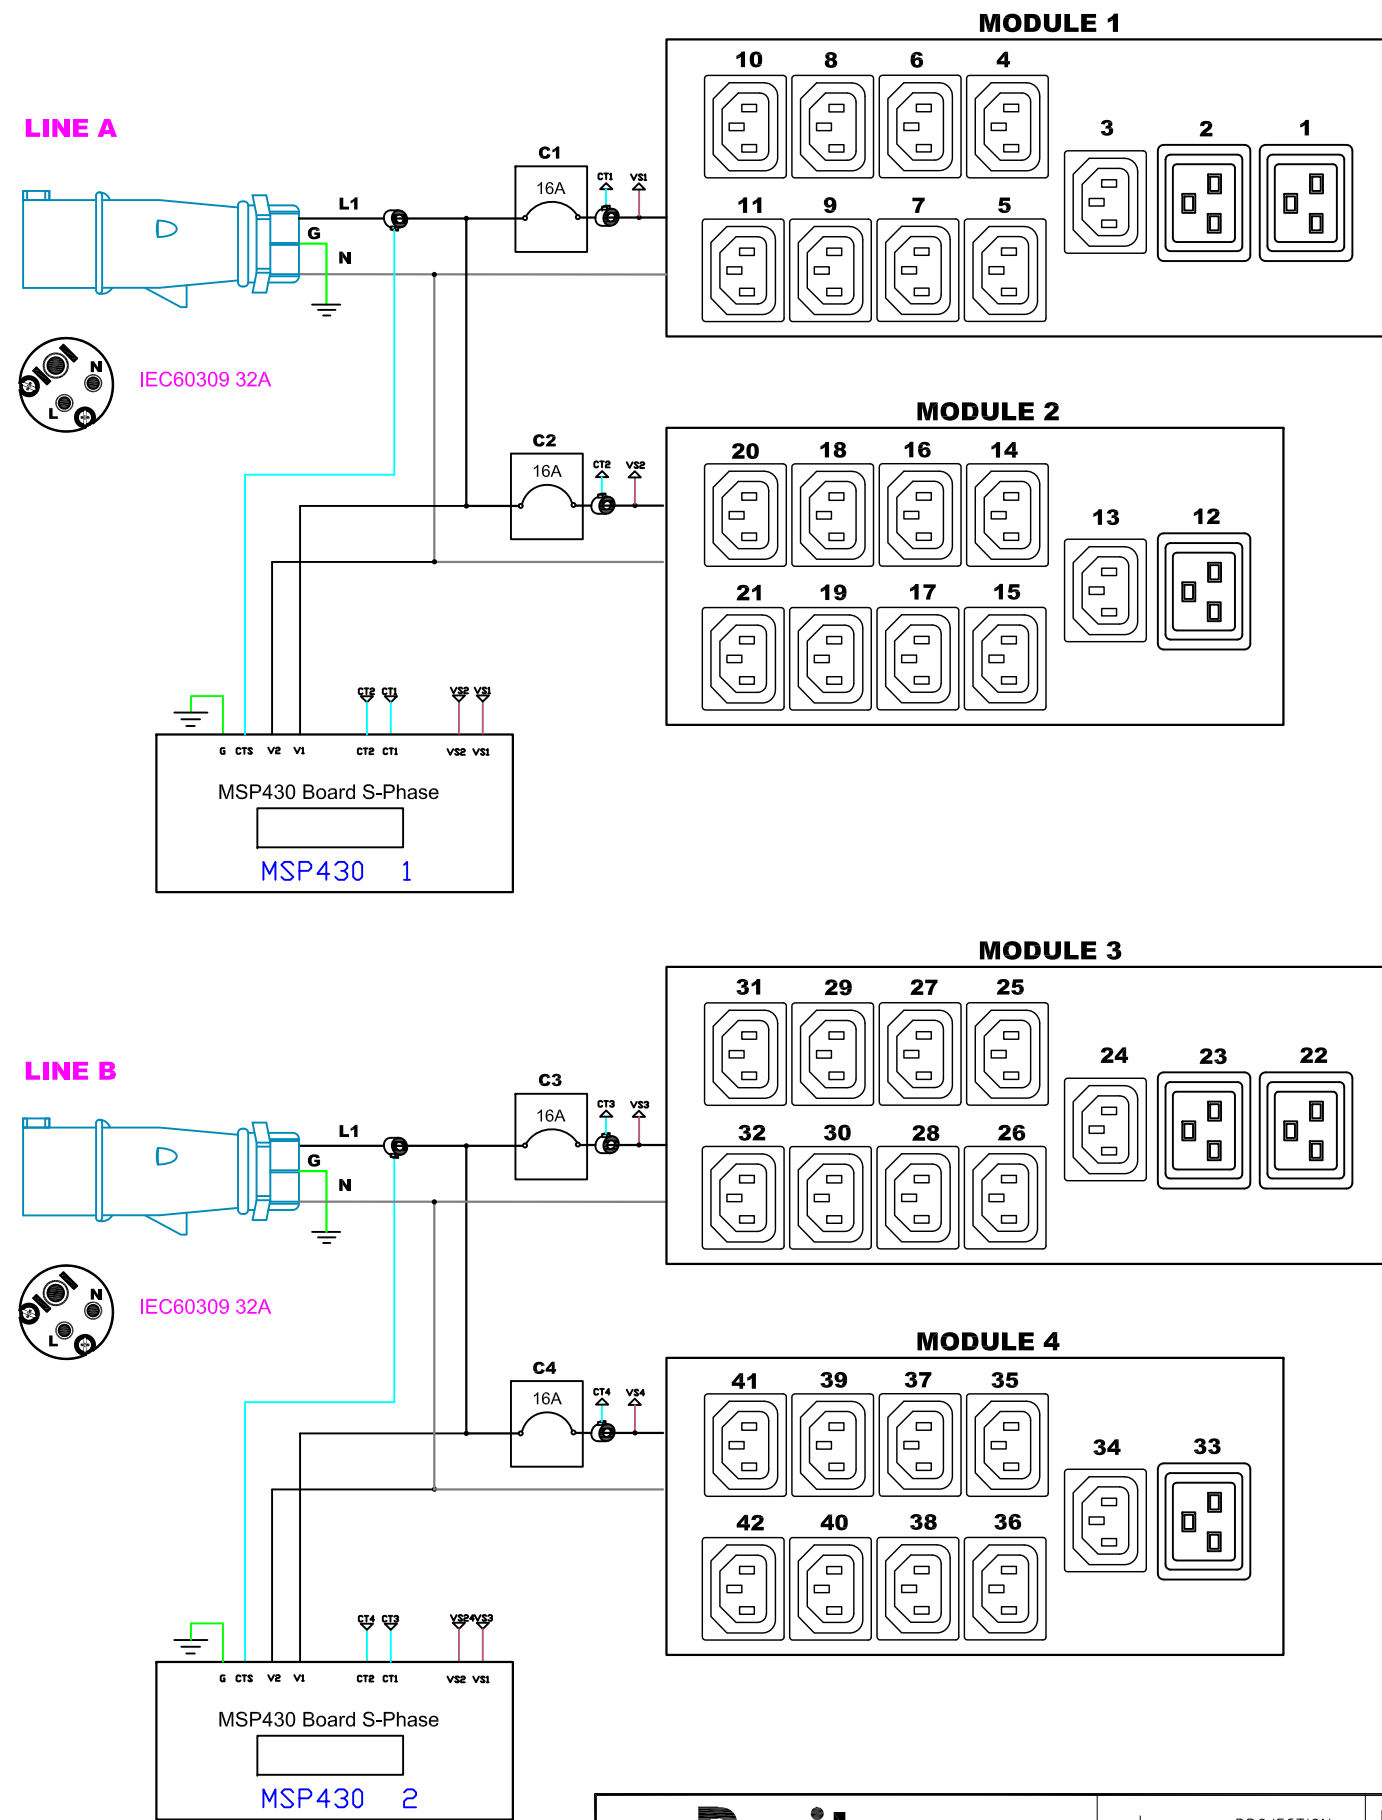 MODULE 1
10 8 6 4
3 2 1
11 9 7 5
LINE A
L1
G
N
C1
16A
CT1 VS1
N
L
IEC60309 32A
MODULE 2
20 18 16 14
13 12
21 19 17 15
C2
16A
CT2 VS2
CT2 CT1 VS2 VS1
G CTS V2 V1 CT2 CT1 VS2 VS1
MSP430 Board S-Phase
MSP430 1
MODULE 3
31 29 27 25
24 23 22
32 30 28 26
LINE B
L1
G
N
C3
16A
CT3 VS3
N
L
IEC60309 32A
MODULE 4
41 39 37 35
34 33
42 40 38 36
C4
16A
CT4 VS4
CT4 CT3 VS24 VS3
G CTS V2 V1 CT2 CT1 VS2 VS1
MSP430 Board S-Phase
MSP430 2